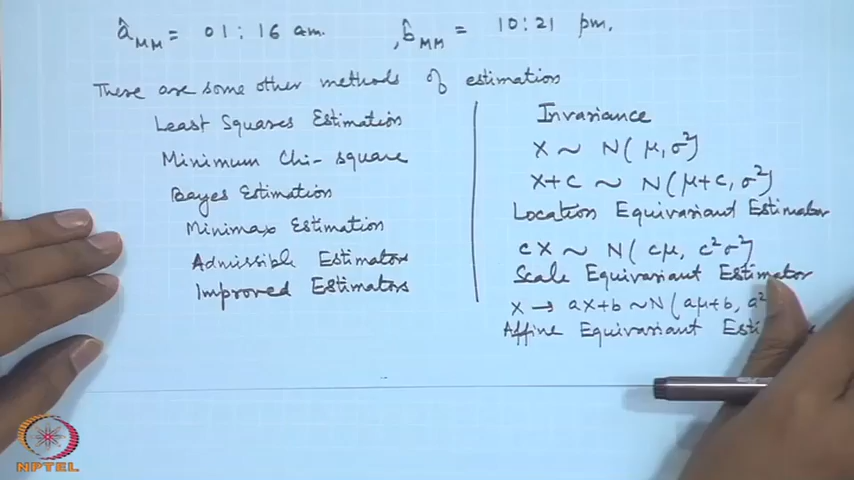 â_MM = 01 : 16 am. , b̂_MM = 10 : 21 pm.
There are some other methods of estimation
Least Squares Estimation
Minimum Chi-square
Bayes Estimation
Minimax Estimation
Admissible Estimators
Improved Estimators
Invariance
X ~ N(μ, σ²)
X+c ~ N(μ+c, σ²)
Location Equivariant Estimator
cX ~ N(cμ, c²σ²)
Scale Equivariant Estimator
X → aX+b ~ N(aμ+b, a²
Affine Equivariant
NPTEL